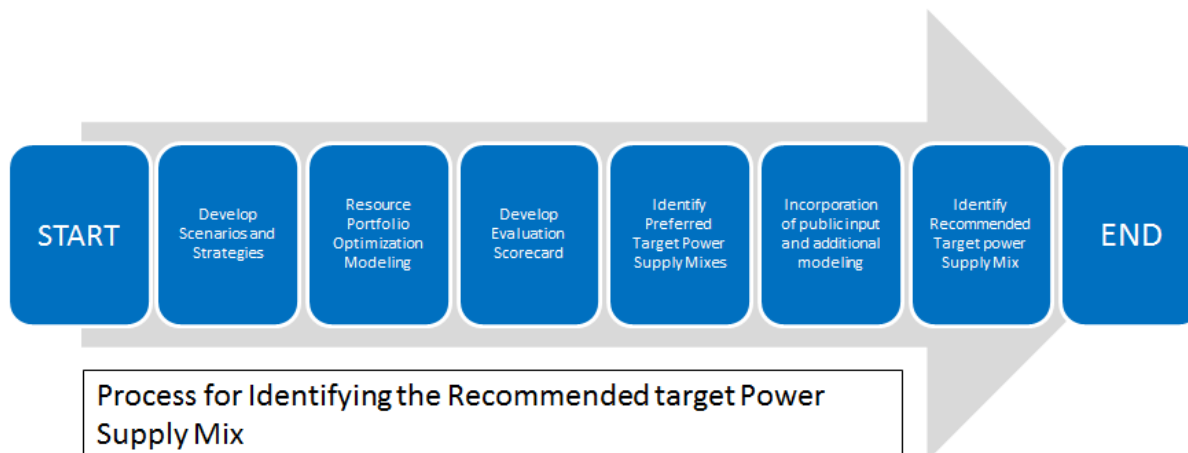 START
Develop
Scenarios and
Strategies
Resource
Portfolio
Optimization
Modeling
Develop
Evaluation
Scorecard
Identify
Preferred
Target Power
Supply Mixes
Incorporation
of public input
and additional
modeling
Identify
Recommended
Target power
Supply Mix
END
Process for Identifying the Recommended target Power
Supply Mix